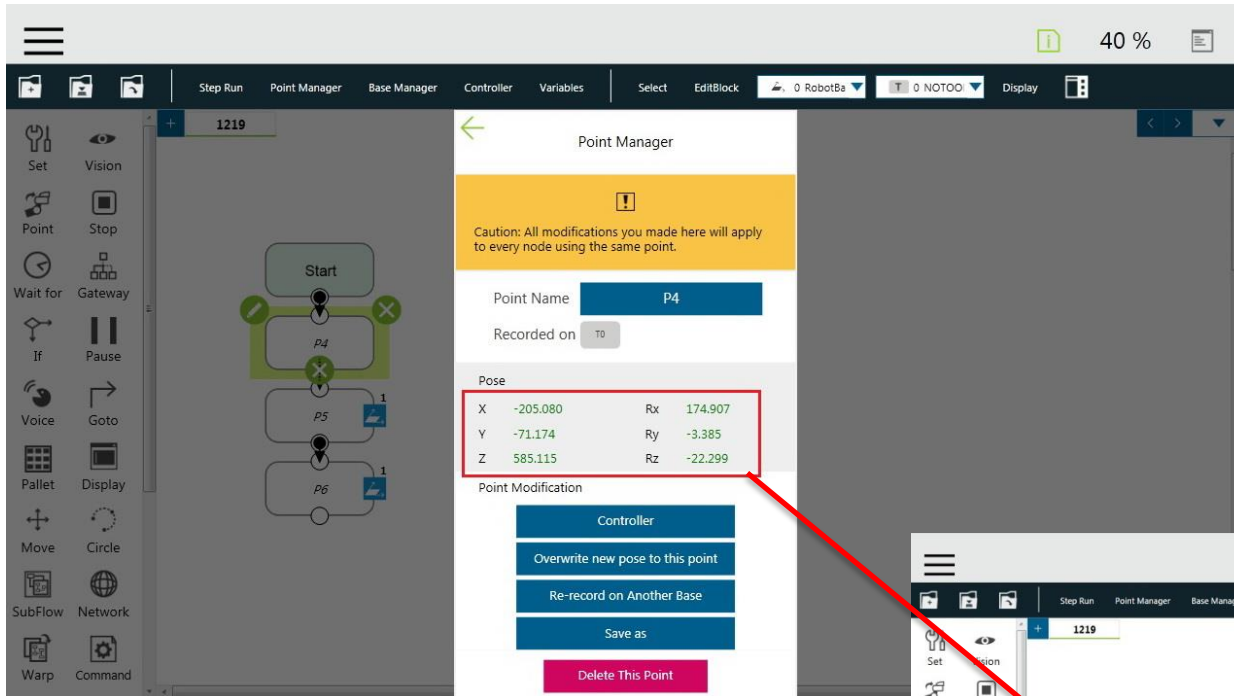 40 %
Step Run Point Manager Base Manager Controller Variables Select EditBlock 0 RobotBa T 0 NOTOO Display
+ 1219
Point Manager
Set Vision
Caution: All modifications you made here will apply
to every node using the same point.
Point Stop
Start
Wait for Gateway
Point Name P4
Recorded on T0
P4
If Pause
Pose
X -205.080 Rx 174.907
Y -71.174 Ry -3.385
Z 585.115 Rz -22.299
1
P5
Voice Goto
1
P6
Pallet Display
Point Modification
Controller
Move Circle
Overwrite new pose to this point
Re-record on Another Base
SubFlow Network
Save as
Warp Command
Delete This Point
Step Run Point Manager Base Mana
+ 1219
Set Vision